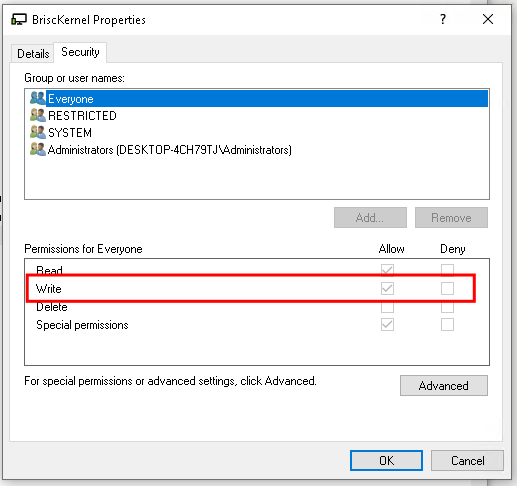 BriscKernel Properties
?
Details Security
Group or user names:
Everyone
RESTRICTED
SYSTEM
Administrators (DESKTOP-4CH79TJ\Administrators)
Add... Remove
Permissions for Everyone Allow Deny
Read
Write
Delete
Special permissions
For special permissions or advanced settings, click Advanced.
Advanced
OK Cancel